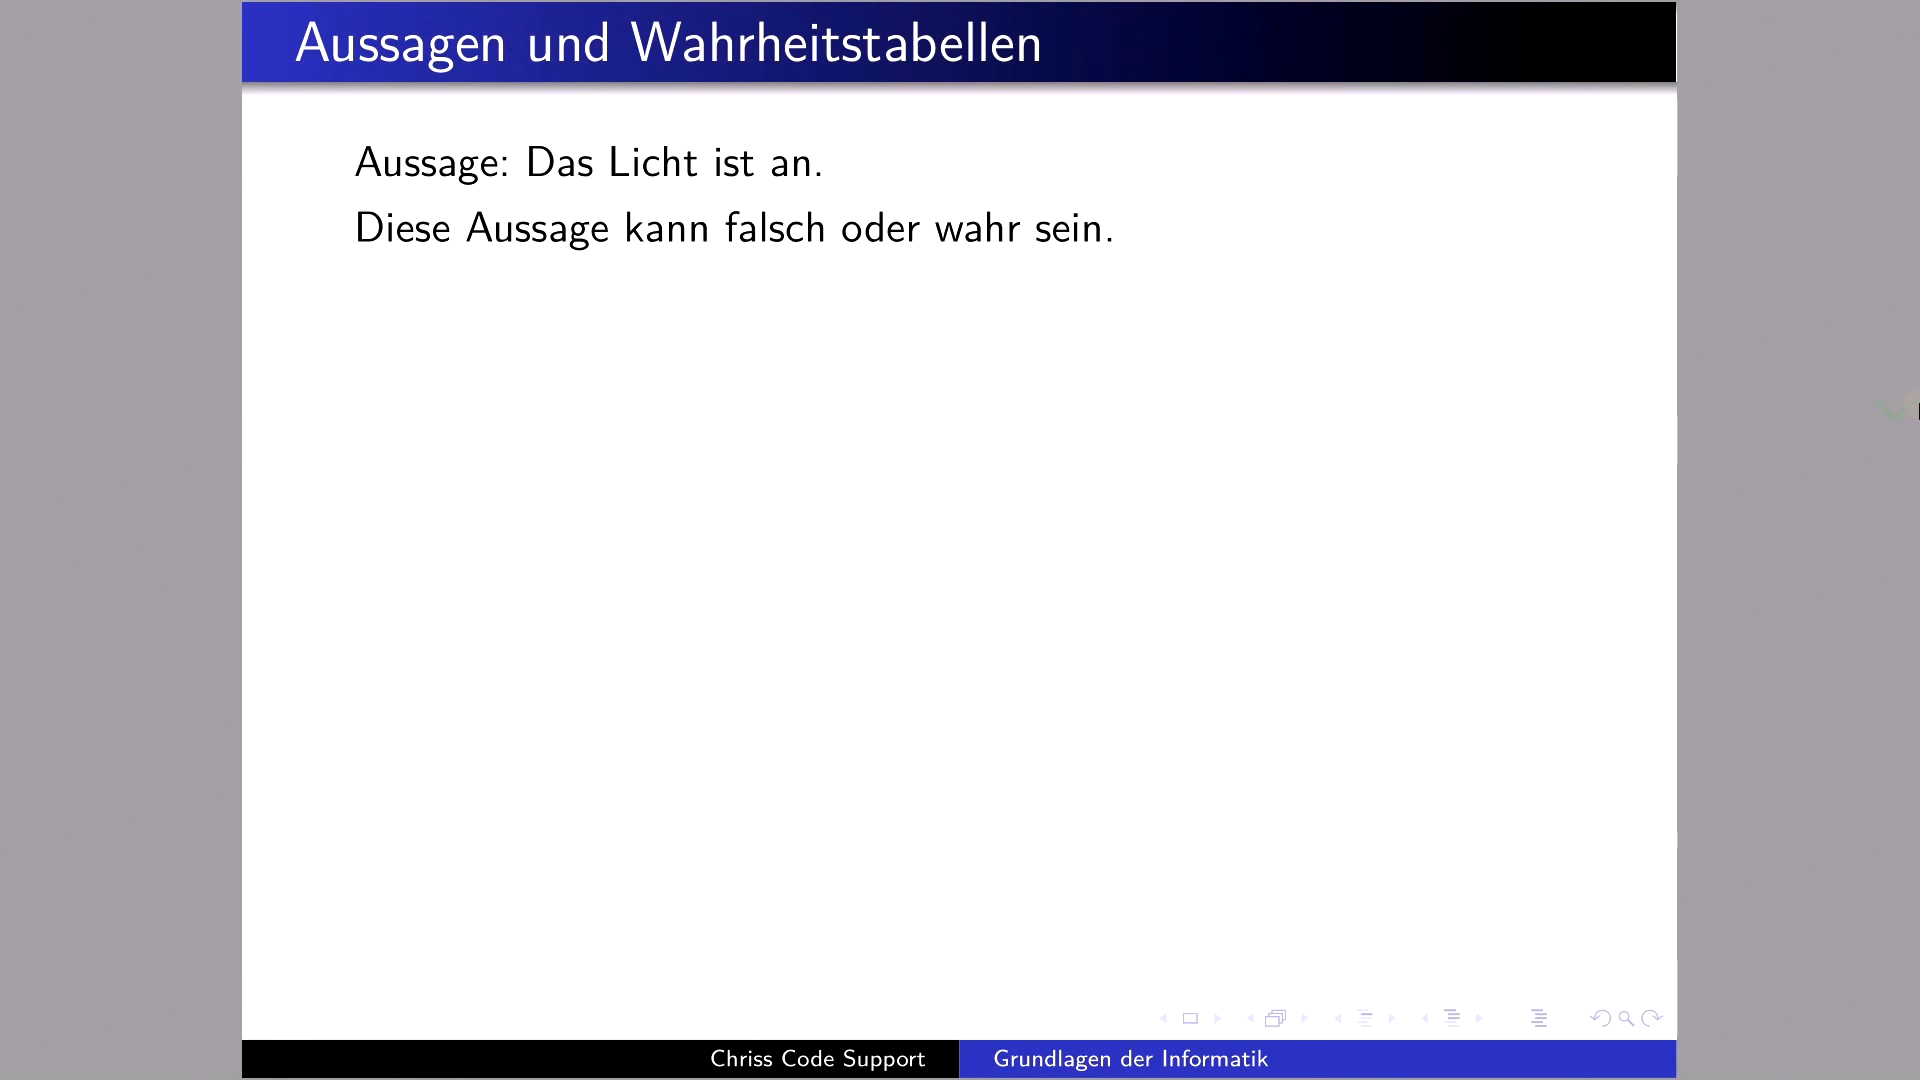 Aussagen und Wahrheitstabellen
Aussage: Das Licht ist an.
Diese Aussage kann falsch oder wahr sein.
Chriss Code Support
Grundlagen der Informatik